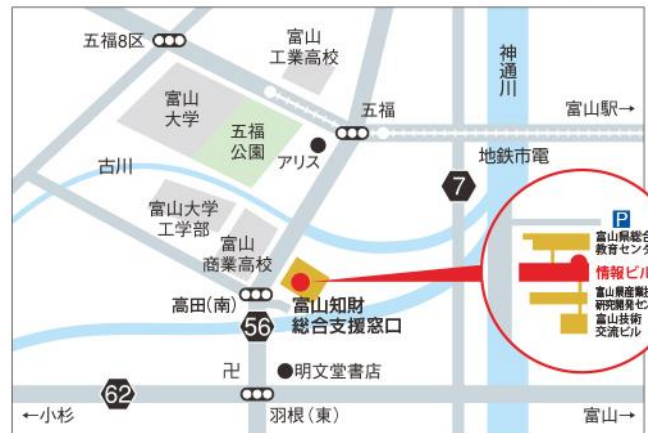 五福8区
富山
工業高校
神通川
富山
大学
五福
公園
五福
富山駅→
アリス
地鉄市電
古川
7
富山大学
工学部
富山
商業高校
P
富山県総合
教育センタ
情報ビル
富山県産業技
研究開発セン
富山技術
交流ビル
高田(南)
富山知財
総合支援窓口
56
卍
●明文堂書店
62
←小杉
羽根(東)
富山→